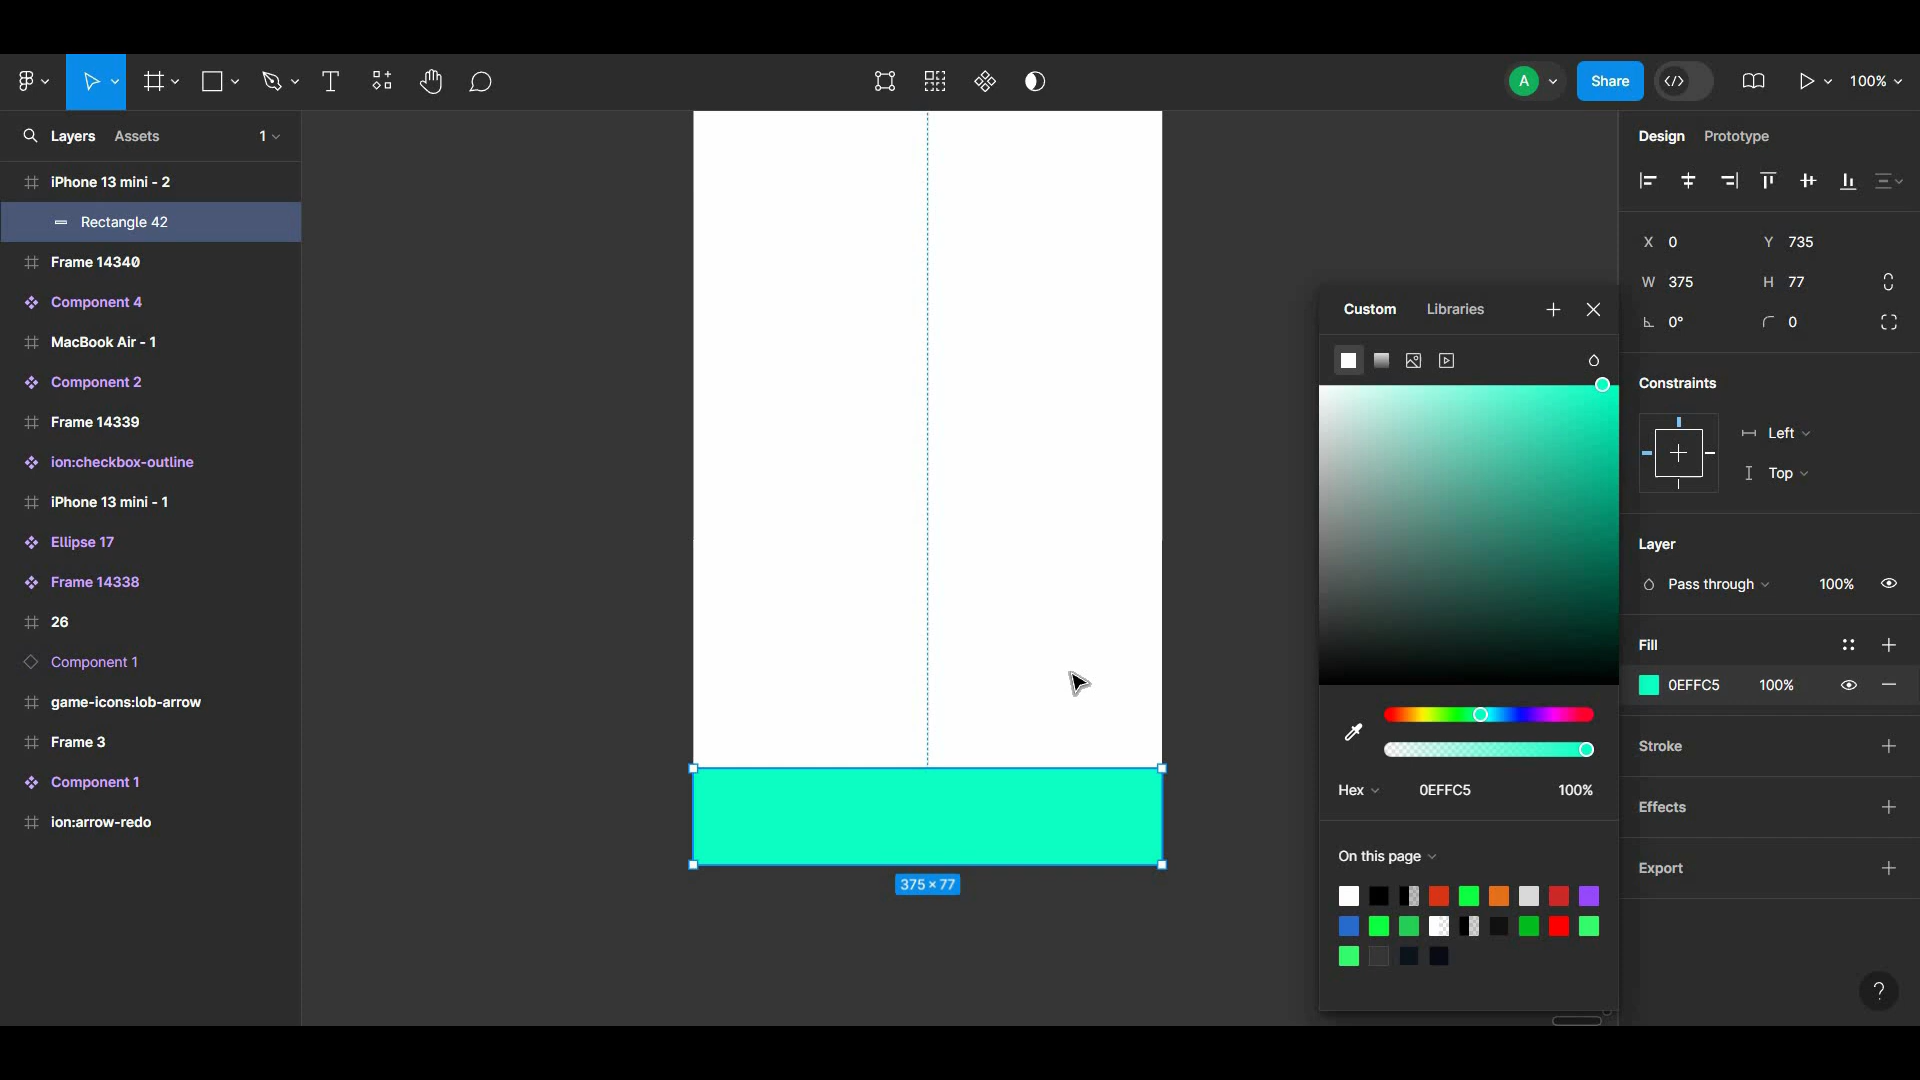 A
Share
100%
Layers
Assets
1
iPhone 13 mini - 2
Rectangle 42
Frame 14340
Component 4
MacBook Air - 1
Component 2
Frame 14339
ion:checkbox-outline
iPhone 13 mini - 1
Ellipse 17
Frame 14338
26
Component 1
game-icons:lob-arrow
Frame 3
Component 1
ion:arrow-redo
375 × 77
Custom
Libraries
Hex
0EFFC5
100%
On this page
Design
Prototype
X 0
Y 735
W 375
H 77
0°
0
Constraints
Left
Top
Layer
Pass through
100%
Fill
0EFFC5
100%
Stroke
Effects
Export
?